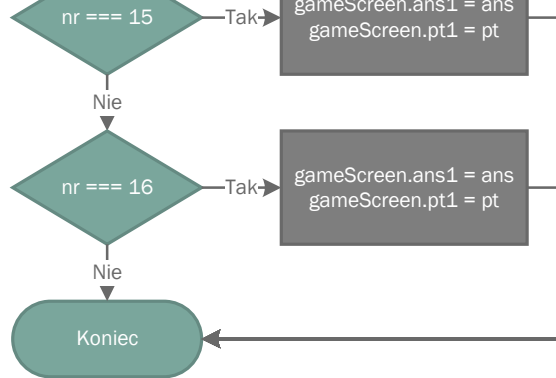 nr === 15
Tak
gameScreen.ans1 = ans
gameScreen.pt1 = pt
Nie
nr === 16
Tak
gameScreen.ans1 = ans
gameScreen.pt1 = pt
Nie
Koniec